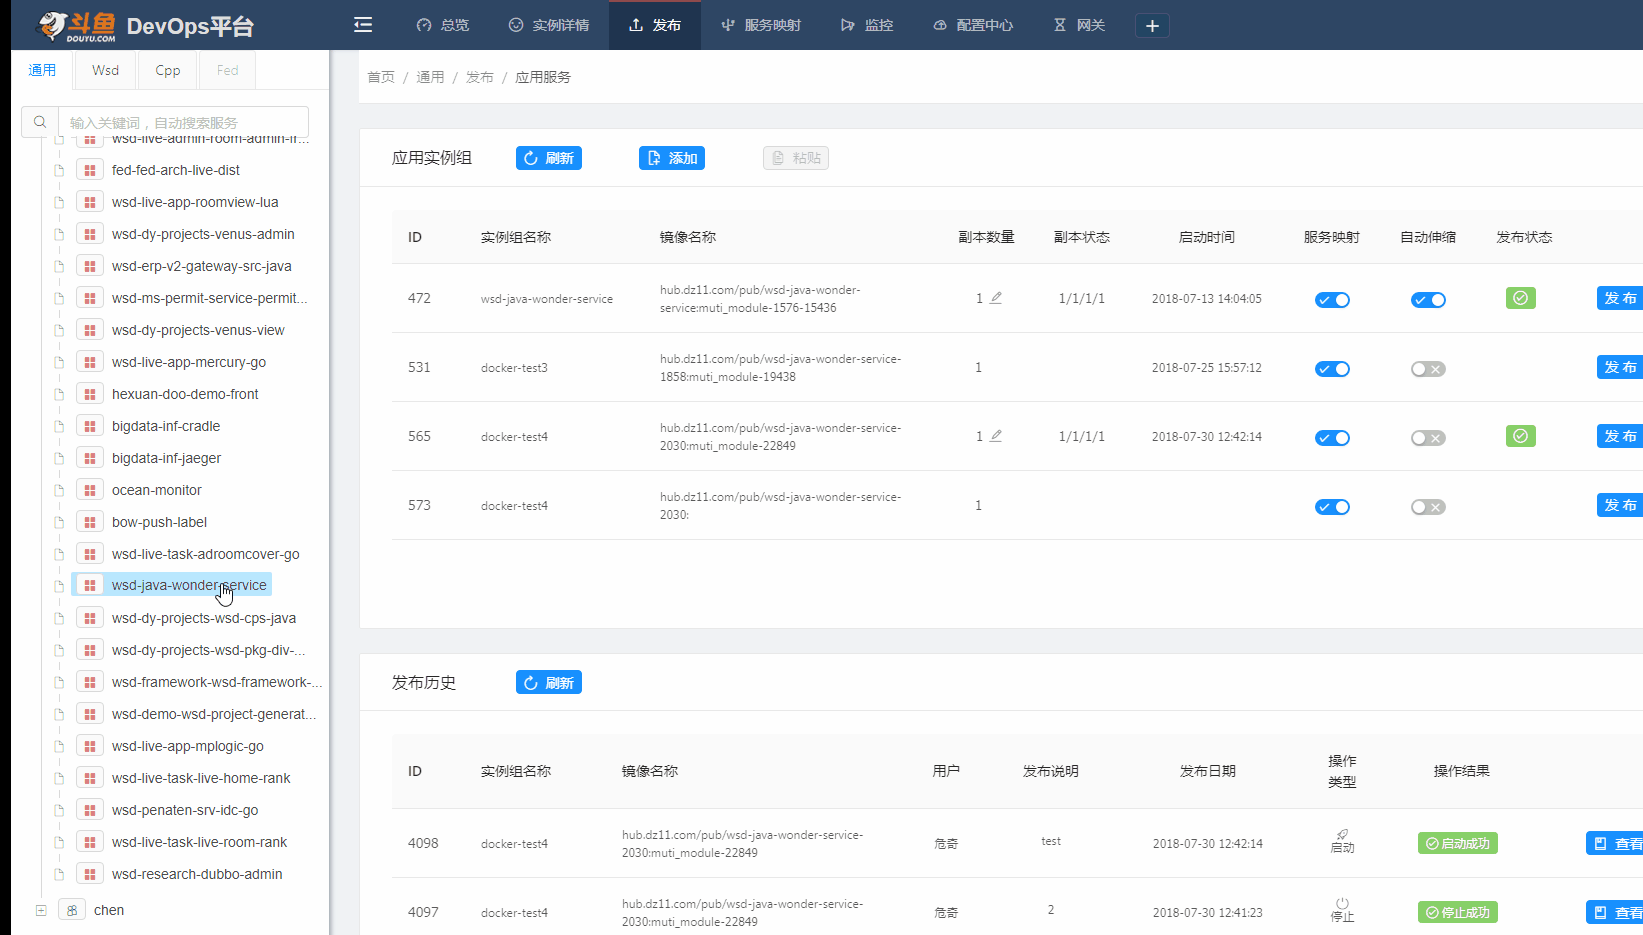 斗鱼
DOUYU.COM
DevOps平台
总览
实例详情
发布
服务映射
监控
配置中心
网关
通用
Wsd
Cpp
Fed
首页 / 通用 / 发布 / 应用服务
输入关键词，自动搜索服务
wsd-live-admin-room-admin-fr...
fed-fed-arch-live-dist
wsd-live-app-roomview-lua
wsd-dy-projects-venus-admin
wsd-erp-v2-gateway-src-java
wsd-ms-permit-service-permit...
wsd-dy-projects-venus-view
wsd-live-app-mercury-go
hexuan-doo-demo-front
bigdata-inf-cradle
bigdata-inf-jaeger
ocean-monitor
bow-push-label
wsd-live-task-adroomcover-go
wsd-java-wonder-service
wsd-dy-projects-wsd-cps-java
wsd-dy-projects-wsd-pkg-div-...
wsd-framework-wsd-framework-...
wsd-demo-wsd-project-generat...
wsd-live-app-mplogic-go
wsd-live-task-live-home-rank
wsd-penaten-srv-idc-go
wsd-live-task-live-room-rank
wsd-research-dubbo-admin
chen
应用实例组
刷新
添加
粘贴
ID 实例组名称 镜像名称 副本数量 副本状态 启动时间 服务映射 自动伸缩 发布状态
472 wsd-java-wonder-service hub.dz11.com/pub/wsd-java-wonder-
service:muti_module-1576-15436 1 1/1/1/1 2018-07-13 14:04:05 发布
531 docker-test3 hub.dz11.com/pub/wsd-java-wonder-service-
1858:muti_module-19438 1 2018-07-25 15:57:12 发布
565 docker-test4 hub.dz11.com/pub/wsd-java-wonder-service-
2030:muti_module-22849 1 1/1/1/1 2018-07-30 12:42:14 发布
573 docker-test4 hub.dz11.com/pub/wsd-java-wonder-service-
2030: 1 发布
发布历史
刷新
ID 实例组名称 镜像名称 用户 发布说明 发布日期 操作
类型 操作结果
4098 docker-test4 hub.dz11.com/pub/wsd-java-wonder-service-
2030:muti_module-22849 危奇 test 2018-07-30 12:42:14 启动 启动成功 查看
4097 docker-test4 hub.dz11.com/pub/wsd-java-wonder-service-
2030:muti_module-22849 危奇 2 2018-07-30 12:41:23 停止 停止成功 查看